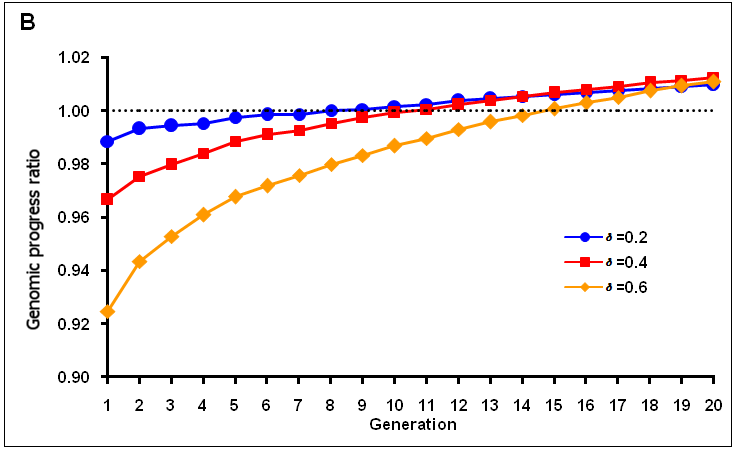 B
Genomic progress ratio
1.02
1.00
0.98
0.96
0.94
0.92
0.90
δ =0.2
δ =0.4
δ =0.6
1 2 3 4 5 6 7 8 9 10 11 12 13 14 15 16 17 18 19 20
Generation